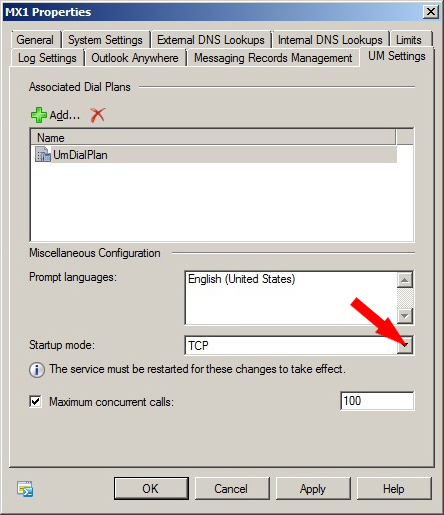 MX1 Properties
General
System Settings
External DNS Lookups
Internal DNS Lookups
Limits
Log Settings
Outlook Anywhere
Messaging Records Management
UM Settings
Associated Dial Plans
Add...
Name
UmDialPlan
Miscellaneous Configuration
Prompt languages:
English (United States)
Startup mode:
TCP
The service must be restarted for these changes to take effect.
Maximum concurrent calls:
100
OK
Cancel
Apply
Help